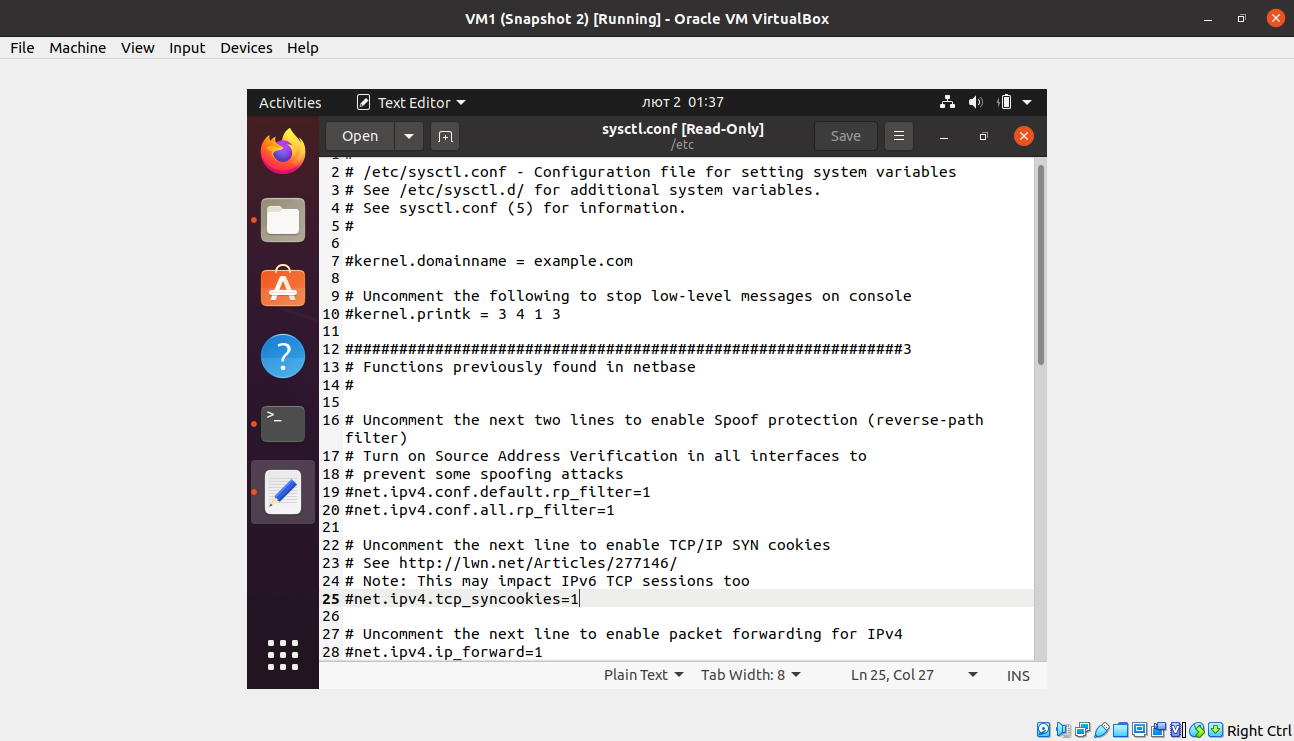 VM1 (Snapshot 2) [Running] - Oracle VM VirtualBox
File Machine View Input Devices Help
Activities Text Editor лют 2 01:37
Open sysctl.conf [Read-Only] Save
/etc
2 # /etc/sysctl.conf - Configuration file for setting system variables
3 # See /etc/sysctl.d/ for additional system variables.
4 # See sysctl.conf (5) for information.
5 #
6
7 #kernel.domainname = example.com
8
9 # Uncomment the following to stop low-level messages on console
10 #kernel.printk = 3 4 1 3
11
12 ##############################################################3
13 # Functions previously found in netbase
14 #
15
16 # Uncomment the next two lines to enable Spoof protection (reverse-path
filter)
17 # Turn on Source Address Verification in all interfaces to
18 # prevent some spoofing attacks
19 #net.ipv4.conf.default.rp_filter=1
20 #net.ipv4.conf.all.rp_filter=1
21
22 # Uncomment the next line to enable TCP/IP SYN cookies
23 # See http://lwn.net/Articles/277146/
24 # Note: This may impact IPv6 TCP sessions too
25 #net.ipv4.tcp_syncookies=1
26
27 # Uncomment the next line to enable packet forwarding for IPv4
28 #net.ipv4.ip_forward=1
Plain Text Tab Width: 8 Ln 25, Col 27 INS
Right Ctrl